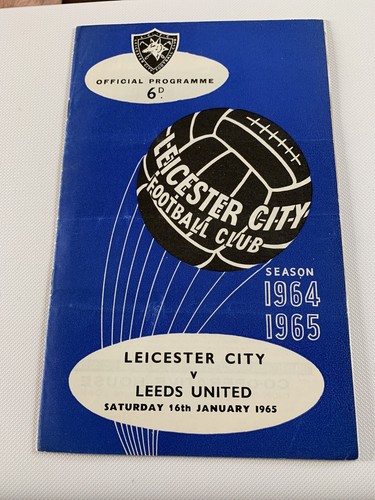 OFFICIAL PROGRAMME
6D
LEICESTER CITY
FOOTBALL CLUB
SEASON
1964
1965
LEICESTER CITY
v
LEEDS UNITED
SATURDAY 16th JANUARY 1965